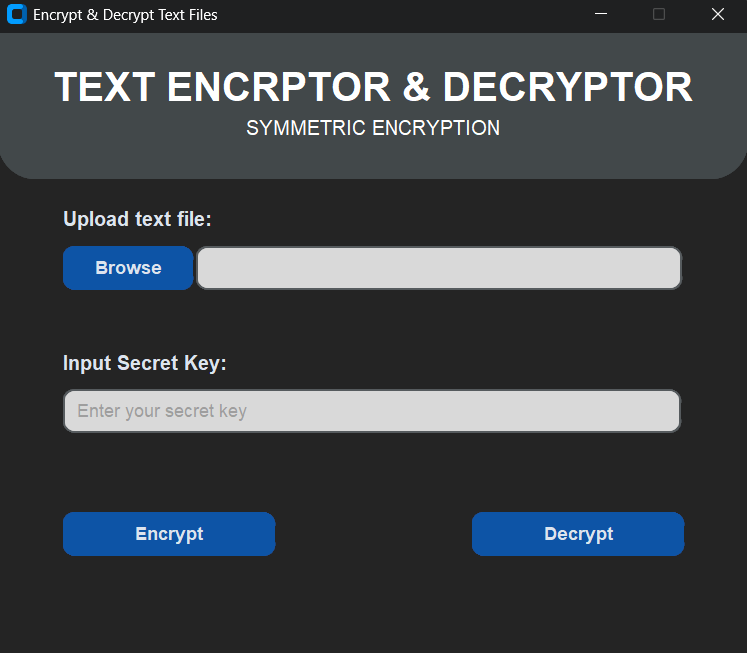 Encrypt & Decrypt Text Files
TEXT ENCRPTOR & DECRYPTOR
SYMMETRIC ENCRYPTION
Upload text file:
Browse
Input Secret Key:
Enter your secret key
Encrypt
Decrypt